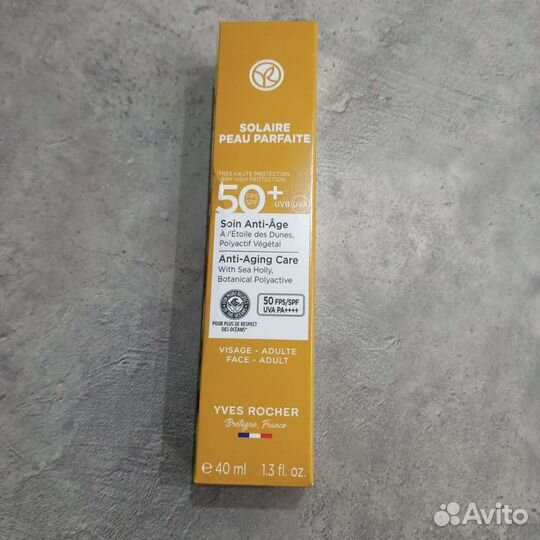 SOLAIRE
PEAU PARFAITE
TRÈS HAUTE PROTECTION
VERY HIGH PROTECTION
50+
FPS
SPF
UVB UVA
Soin Anti-Âge
À l'Étoile des Dunes,
Polyactif Végétal
Anti-Aging Care
With Sea Holly,
Botanical Polyactive
50 FPS/SPF
UVA PA++++
POUR PLUS DE RESPECT
DES OCÉANS*
VISAGE - ADULTE
FACE - ADULT
YVES ROCHER
Bretagne, France
e 40 ml 1.3 fl. oz.
Avito